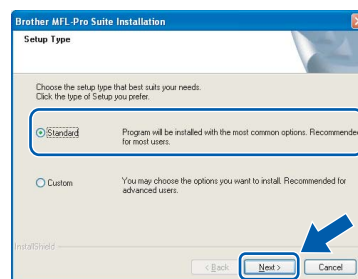 Brother MFL-Pro Suite Installation
Setup Type
Choose the setup type that best suits your needs.
Click the type of Setup you prefer.
Standard
Program will be installed with the most common options. Recommended
for most users.
Custom
You may choose the options you want to install. Recommended for
advanced users.
InstallShield
< Back
Next >
Cancel